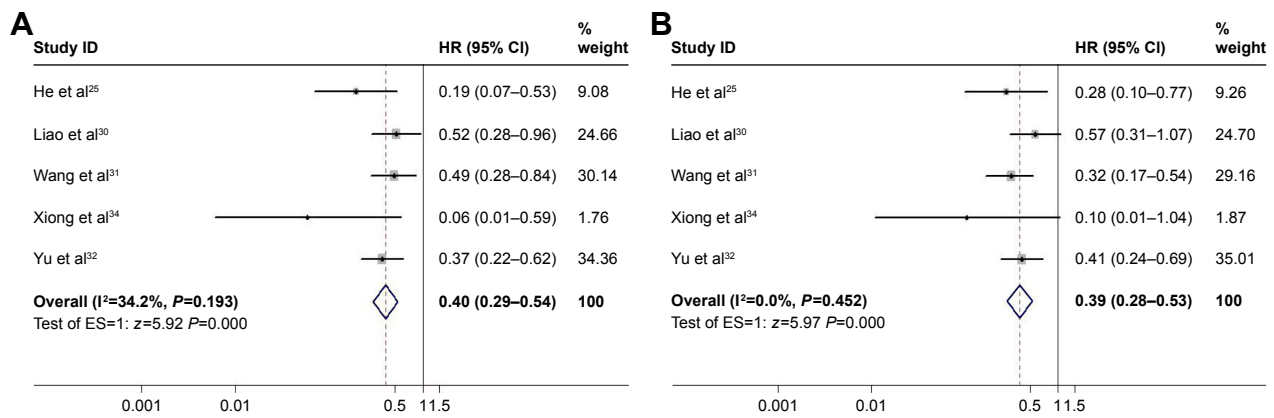 A
Study ID HR (95% CI) % weight
He et al25 0.19 (0.07–0.53) 9.08
Liao et al30 0.52 (0.28–0.96) 24.66
Wang et al31 0.49 (0.28–0.84) 30.14
Xiong et al34 0.06 (0.01–0.59) 1.76
Yu et al32 0.37 (0.22–0.62) 34.36
Overall (I²=34.2%, P=0.193) 0.40 (0.29–0.54) 100
Test of ES=1: z=5.92 P=0.000
0.001 0.01 0.5 11.5
B
Study ID HR (95% CI) % weight
He et al25 0.28 (0.10–0.77) 9.26
Liao et al30 0.57 (0.31–1.07) 24.70
Wang et al31 0.32 (0.17–0.54) 29.16
Xiong et al34 0.10 (0.01–1.04) 1.87
Yu et al32 0.41 (0.24–0.69) 35.01
Overall (I²=0.0%, P=0.452) 0.39 (0.28–0.53) 100
Test of ES=1: z=5.97 P=0.000
0.001 0.01 0.5 11.5